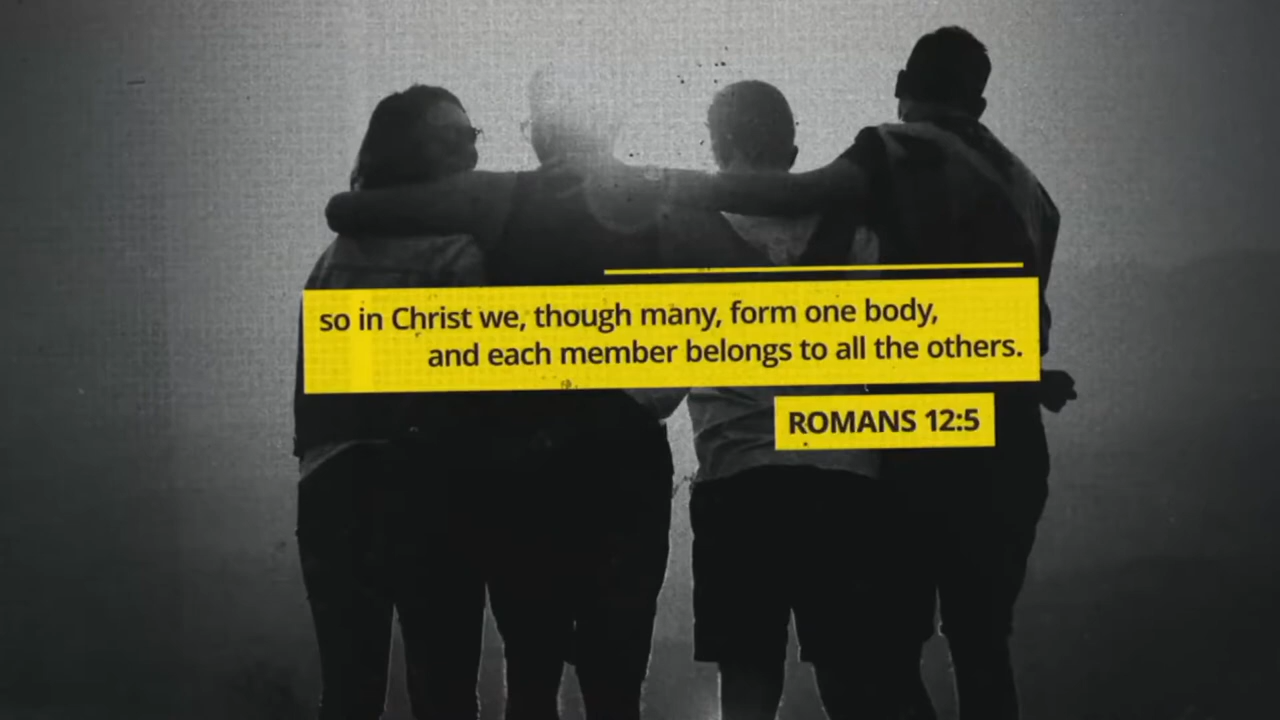 so in Christ we, though many, form one body,
and each member belongs to all the others.
ROMANS 12:5